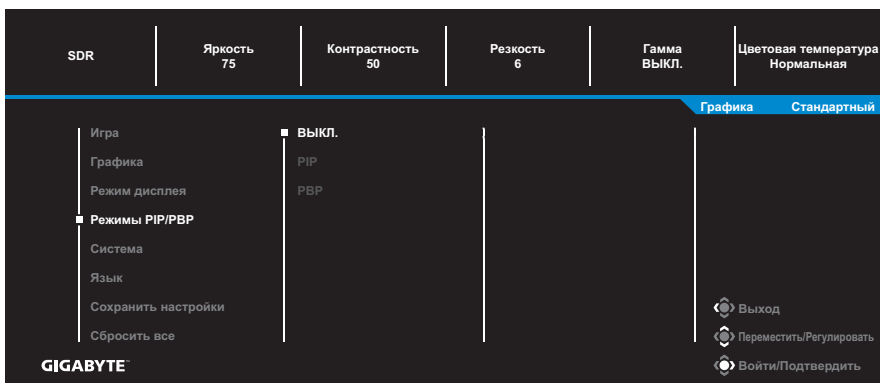 SDR
Яркость
75
Контрастность
50
Резкость
6
Гамма
ВЫКЛ.
Цветовая температура
Нормальная
Графика Стандартный
Игра
Графика
Режим дисплея
Режимы PIP/PBP
Система
Язык
Сохранить настройки
Сбросить все
ВЫКЛ.
PIP
PBP
Выход
Переместить/Регулировать
Войти/Подтвердить
GIGABYTE™